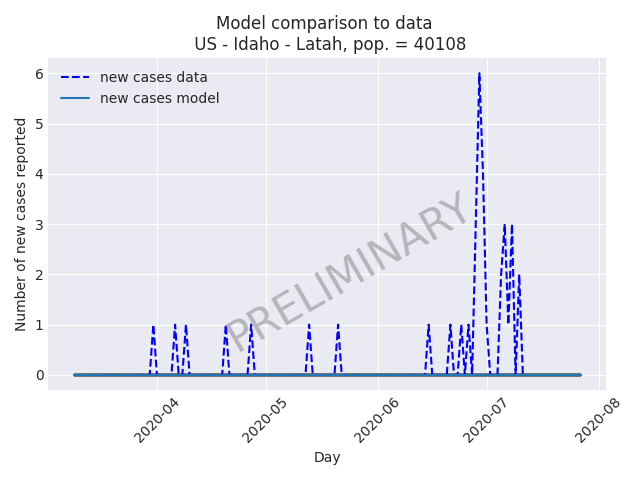 Model comparison to data
US - Idaho - Latah, pop. = 40108
new cases data
new cases model
PRELIMINARY
Number of new cases reported
6
5
4
3
2
1
0
2020-04
2020-05
2020-06
2020-07
2020-08
Day